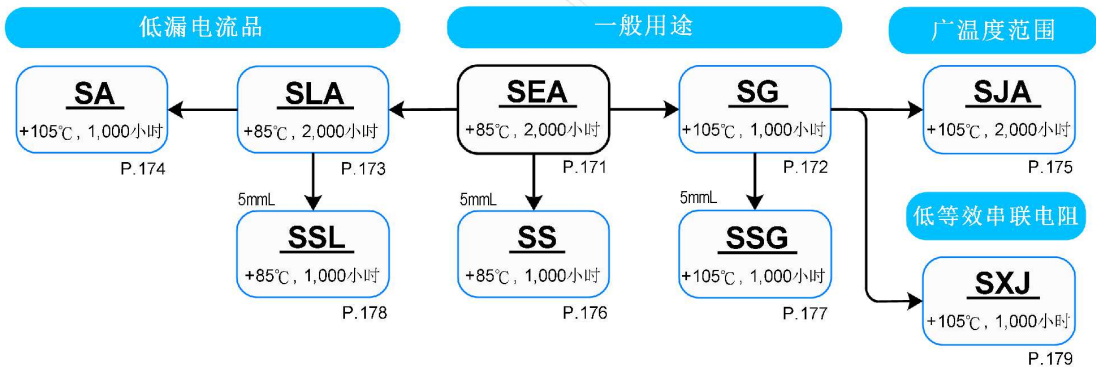 低漏电流品
一般用途
广温度范围
SA
+105℃, 1,000小时
P.174
SLA
+85℃, 2,000小时
P.173
SEA
+85℃, 2,000小时
P.171
SG
+105℃, 1,000小时
P.172
SJA
+105℃, 2,000小时
P.175
5mmL
SSL
+85℃, 1,000小时
P.178
5mmL
SS
+85℃, 1,000小时
P.176
5mmL
SSG
+105℃, 1,000小时
P.177
低等效串联电阻
SXJ
+105℃, 1,000小时
P.179